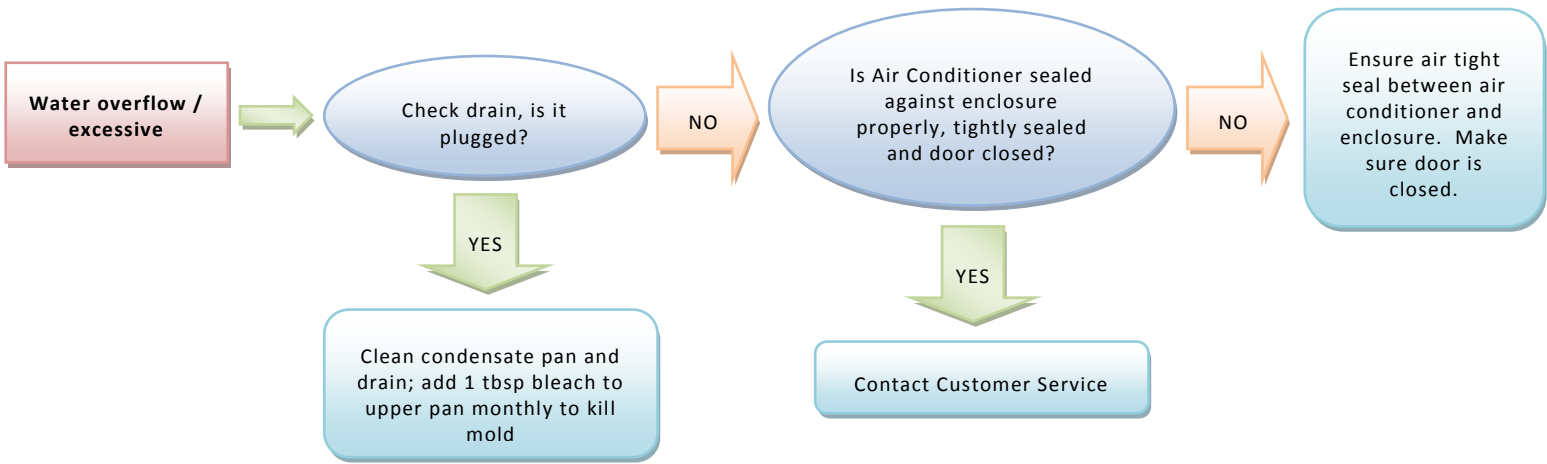 Water overflow /
excessive
Check drain, is it
plugged?
NO
Is Air Conditioner sealed
against enclosure
properly, tightly sealed
and door closed?
NO
Ensure air tight
seal between air
conditioner and
enclosure.  Make
sure door is
closed.
YES
Clean condensate pan and
drain; add 1 tbsp bleach to
upper pan monthly to kill
mold
YES
Contact Customer Service